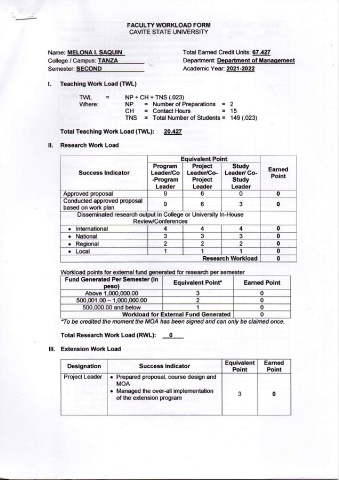 FACULTY WORKLOAD FORM
CAVITE STATE UNIVERSITY
Name: MELONA I. SAQUIN
Total Earned Credit Units: 67.427
College / Campus: TANZA
Department: Department of Management
Semester: SECOND
Academic Year: 2021-2022
I. Teaching Work Load (TWL)
TWL = NP + CH + TNS (.023)
Where: NP = Number of Preparations = 2
CH = Contact Hours = 15
TNS = Total Number of Students = 149 (.023)
Total Teaching Work Load (TWL): 20.427
II. Research Work Load
Success Indicator
Equivalent Point
Earned Point
Program Leader/Co-Program Leader
Project Leader/Co-Project Leader
Study Leader/ Co-Study Leader
Approved proposal 9 6 0 0
Conducted approved proposal based on work plan 9 6 3 0
Disseminated research output in College or University In-House Review/Conferences
• International 4 4 4 0
• National 3 3 3 0
• Regional 2 2 2 0
• Local 1 1 1 0
Research Workload 0
Workload points for external fund generated for research per semester
Fund Generated Per Semester (in peso) Equivalent Point* Earned Point
Above 1,000,000.00 3 0
500,001.00 – 1,000,000.00 2 0
500,000.00 and below 1 0
Workload for External Fund Generated 0
*To be credited the moment the MOA has been signed and can only be claimed once.
Total Research Work Load (RWL): 0
III. Extension Work Load
Designation Success Indicator Equivalent Point Earned Point
Project Leader • Prepared proposal, course design and MOA
• Managed the over-all implementation of the extension program 3 0